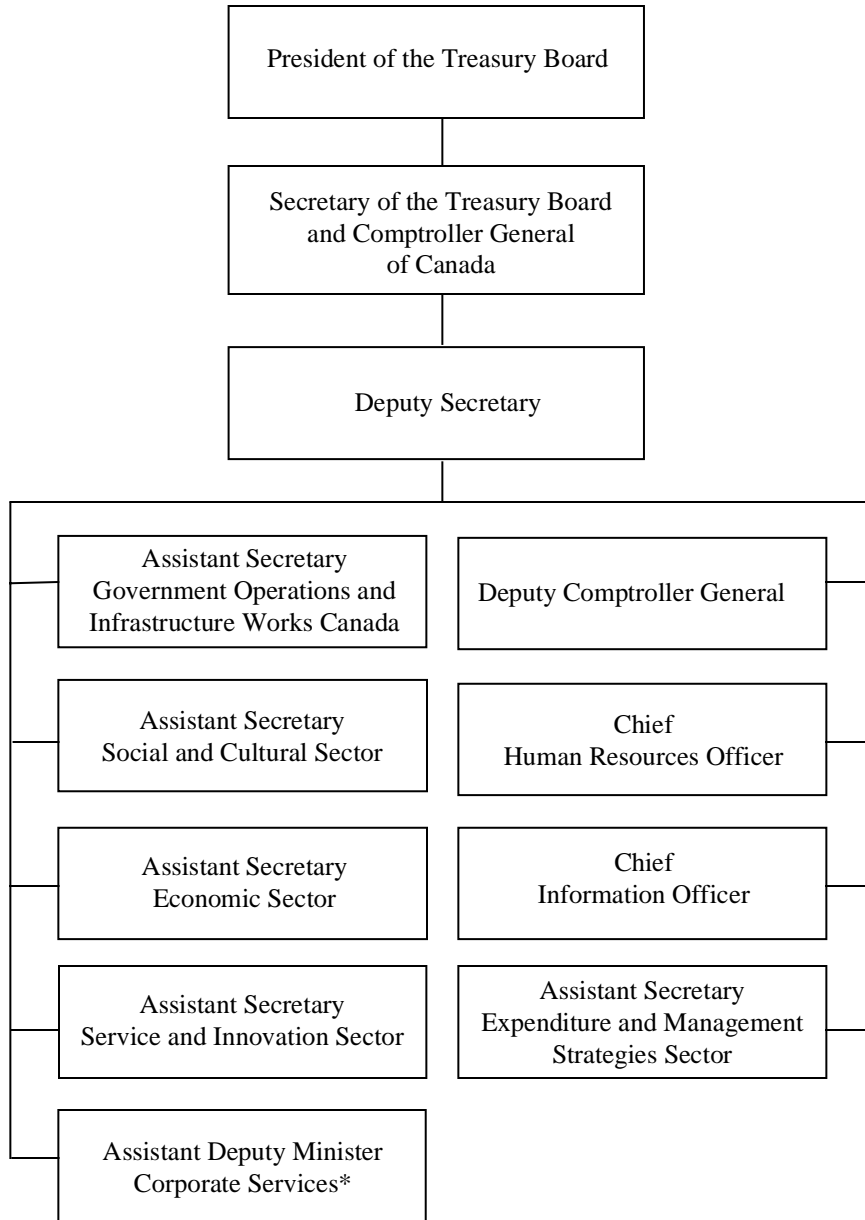 President of the Treasury Board
Secretary of the Treasury Board
and Comptroller General
of Canada
Deputy Secretary
Assistant Secretary
Government Operations and
Infrastructure Works Canada
Deputy Comptroller General
Assistant Secretary
Social and Cultural Sector
Chief
Human Resources Officer
Assistant Secretary
Economic Sector
Chief
Information Officer
Assistant Secretary
Service and Innovation Sector
Assistant Secretary
Expenditure and Management
Strategies Sector
Assistant Deputy Minister
Corporate Services*